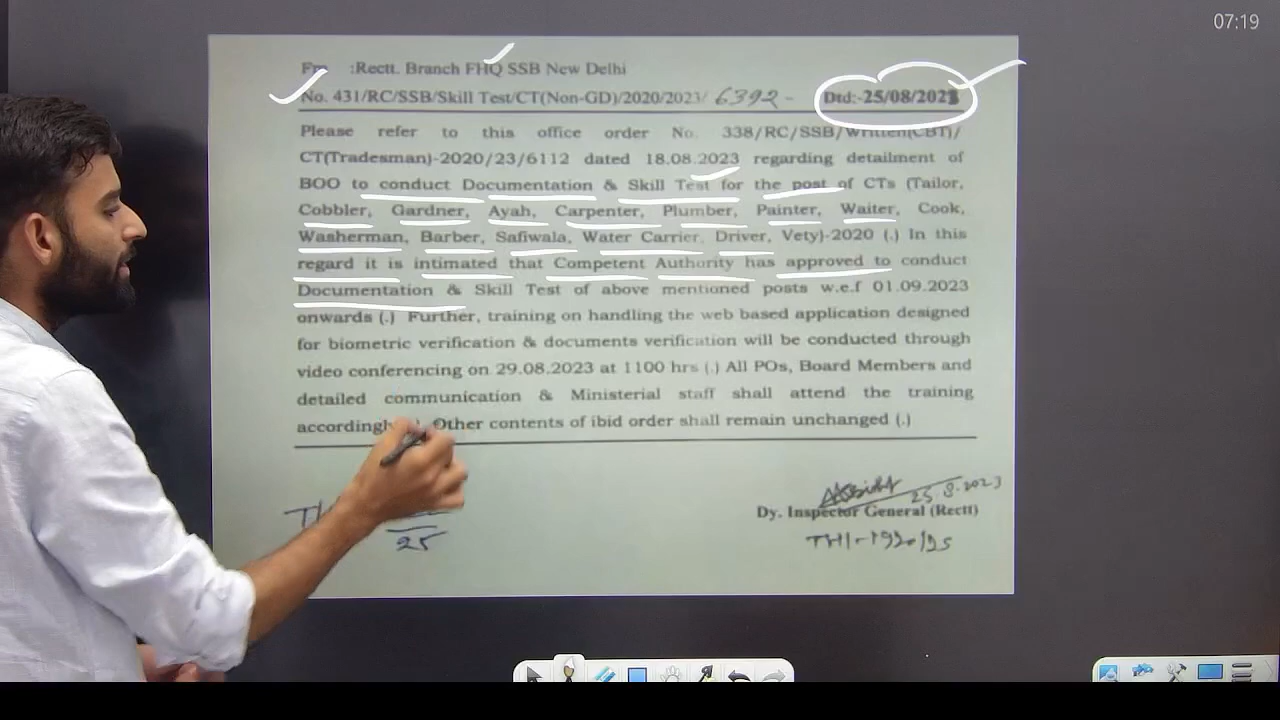 07:19
Fm :Rectt. Branch FHQ SSB New Delhi
No. 431/RC/SSB/Skill Test/CT(Non-GD)/2020/2023/ 6392 - Dtd:-25/08/2023
Please refer to this office order No. 338/RC/SSB/Written(CBT)/
CT(Tradesman)-2020/23/6112 dated 18.08.2023 regarding detailment of
BOO to conduct Documentation & Skill Test for the post of CTs (Tailor,
Cobbler, Gardner, Ayah, Carpenter, Plumber, Painter, Waiter, Cook,
Washerman, Barber, Safiwala, Water Carrier, Driver, Vety)-2020 (.) In this
regard it is intimated that Competent Authority has approved to conduct
Documentation & Skill Test of above mentioned posts w.e.f 01.09.2023
onwards (.) Further, training on handling the web based application designed
for biometric verification & documents verification will be conducted through
video conferencing on 29.08.2023 at 1100 hrs (.) All POs, Board Members and
detailed communication & Ministerial staff shall attend the training
accordingly Other contents of ibid order shall remain unchanged (.)
25.8.2023
Dy. Inspector General (Rectt)
25